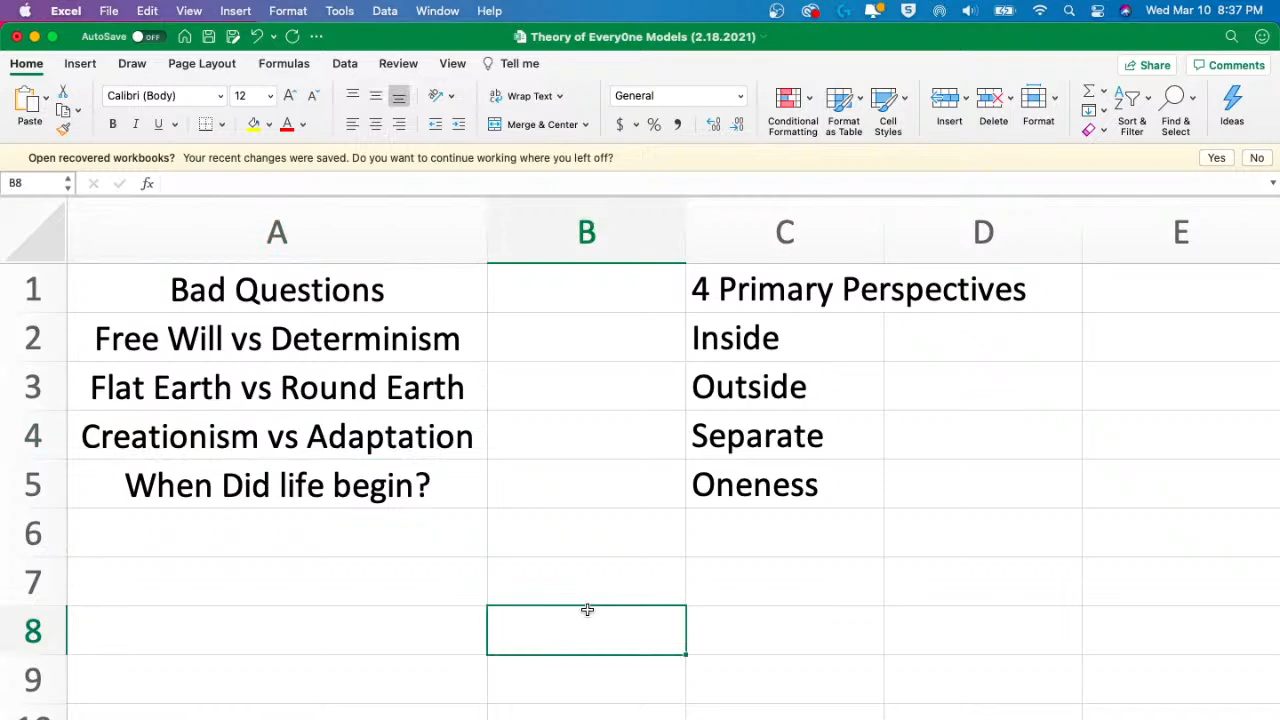 Excel File Edit View Insert Format Tools Data Window Help Wed Mar 10 8:37 PM
AutoSave OFF Theory of EveryOne Models (2.18.2021)
Home Insert Draw Page Layout Formulas Data Review View Tell me Share Comments
Paste Calibri (Body) 12 Wrap Text General Conditional Formatting Format as Table Cell Styles Insert Delete Format Sort & Filter Find & Select Ideas
B I U A Merge & Center $ %
Open recovered workbooks? Your recent changes were saved. Do you want to continue working where you left off? Yes No
B8 fx
A B C D E
1 Bad Questions 4 Primary Perspectives
2 Free Will vs Determinism Inside
3 Flat Earth vs Round Earth Outside
4 Creationism vs Adaptation Separate
5 When Did life begin? Oneness
6
7
8
9